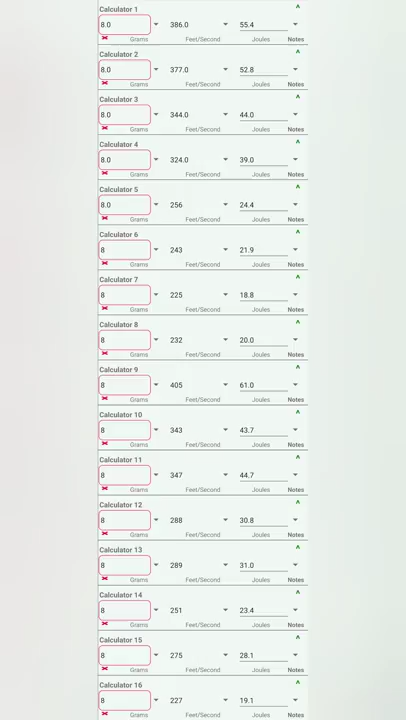 Calculator 1
^
8.0 386.0 55.4
Grams Feet/Second Joules Notes
Calculator 2
^
8.0 377.0 52.8
Grams Feet/Second Joules Notes
Calculator 3
^
8.0 344.0 44.0
Grams Feet/Second Joules Notes
Calculator 4
^
8.0 324.0 39.0
Grams Feet/Second Joules Notes
Calculator 5
^
8.0 256 24.4
Grams Feet/Second Joules Notes
Calculator 6
^
8 243 21.9
Grams Feet/Second Joules Notes
Calculator 7
^
8 225 18.8
Grams Feet/Second Joules Notes
Calculator 8
^
8 232 20.0
Grams Feet/Second Joules Notes
Calculator 9
^
8 405 61.0
Grams Feet/Second Joules Notes
Calculator 10
^
8 343 43.7
Grams Feet/Second Joules Notes
Calculator 11
^
8 347 44.7
Grams Feet/Second Joules Notes
Calculator 12
^
8 288 30.8
Grams Feet/Second Joules Notes
Calculator 13
^
8 289 31.0
Grams Feet/Second Joules Notes
Calculator 14
^
8 251 23.4
Grams Feet/Second Joules Notes
Calculator 15
^
8 275 28.1
Grams Feet/Second Joules Notes
Calculator 16
^
8 227 19.1
Grams Feet/Second Joules Notes